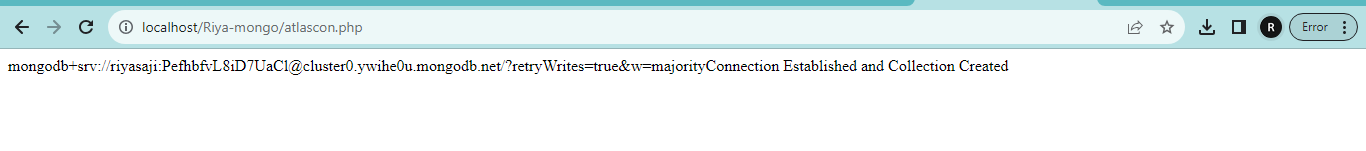 localhost/Riya-mongo/atlascon.php
R
Error
mongodb+srv://riyasaji:PefhbfvL8iD7UaCl@cluster0.ywihe0u.mongodb.net/?retryWrites=true&w=majorityConnection Established and Collection Created